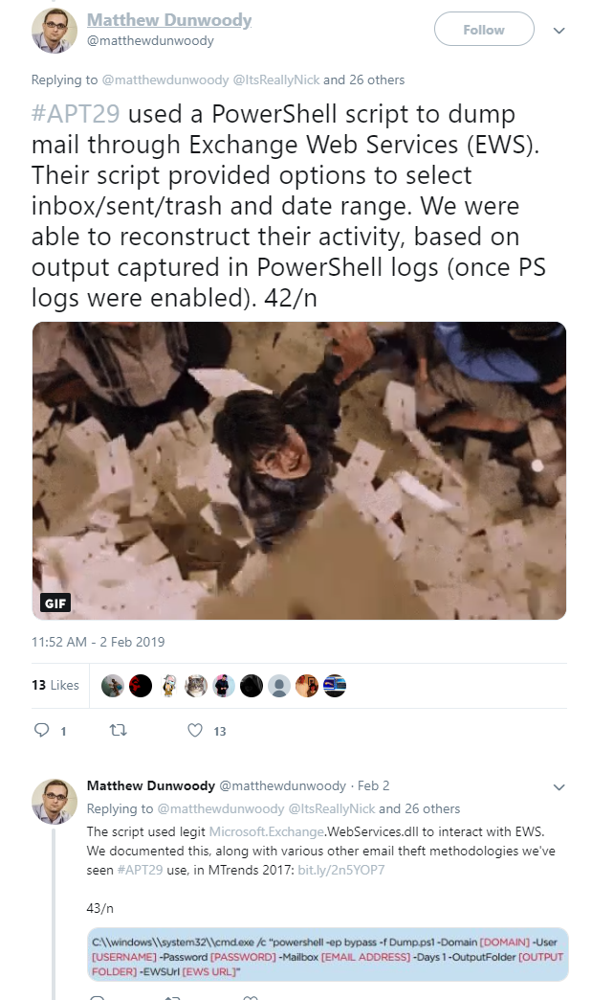 Matthew Dunwoody
@matthewdunwoody
Follow
Replying to @matthewdunwoody @ItsReallyNick and 26 others
#APT29 used a PowerShell script to dump
mail through Exchange Web Services (EWS).
Their script provided options to select
inbox/sent/trash and date range. We were
able to reconstruct their activity, based on
output captured in PowerShell logs (once PS
logs were enabled). 42/n
GIF
11:52 AM - 2 Feb 2019
13 Likes
1
13
Matthew Dunwoody @matthewdunwoody · Feb 2
Replying to @matthewdunwoody @ItsReallyNick and 26 others
The script used legit Microsoft.Exchange.WebServices.dll to interact with EWS.
We documented this, along with various other email theft methodologies we've
seen #APT29 use, in MTrends 2017: bit.ly/2n5YOP7
43/n
C:\\windows\\system32\\cmd.exe /c "powershell -ep bypass -f Dump.ps1 -Domain [DOMAIN] -User
[USERNAME] -Password [PASSWORD] -Mailbox [EMAIL ADDRESS] -Days 1 -OutputFolder [OUTPUT
FOLDER] -EWSUrl [EWS URL]"